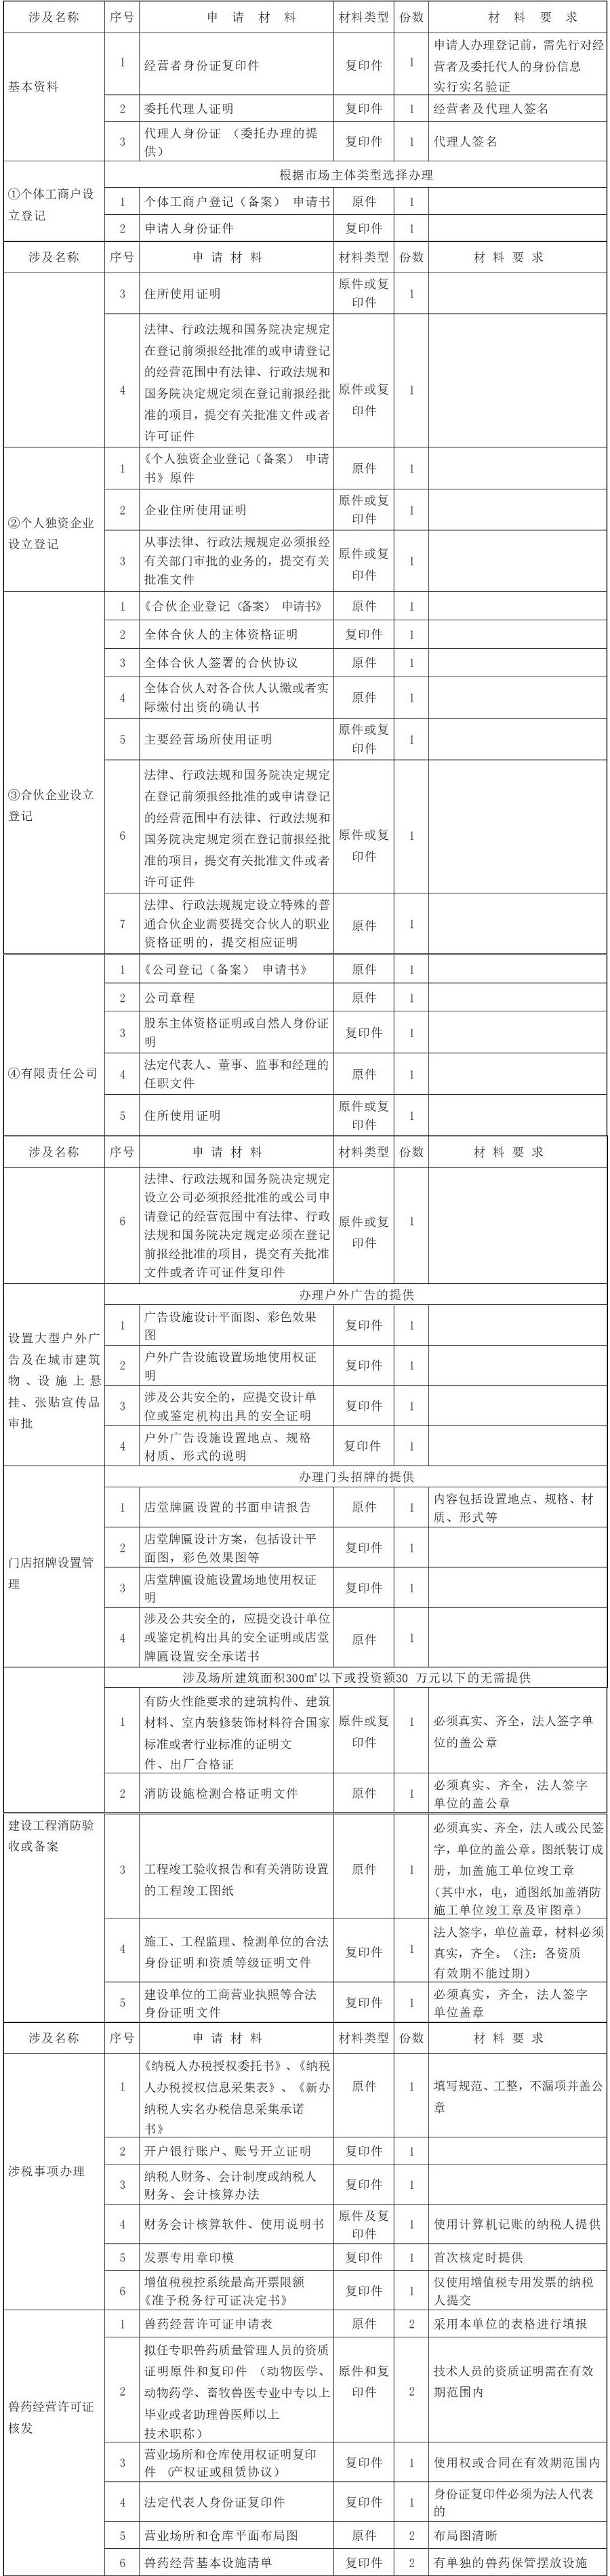 涉及名称 序号 申请材料 材料类型 份数 材料要求
基本资料
1 经营者身份证复印件 复印件 1 申请人办理登记前，需先行对经
营者及委托代人的身份信息
实行实名验证
2 委托代理人证明 复印件 1 经营者及代理人签名
3 代理人身份证 （委托办理的提
供） 复印件 1 代理人签名
①个体工商户设
立登记
根据市场主体类型选择办理
1 个体工商户登记（备案） 申请书 原件 1
2 申请人身份证件 复印件 1
涉及名称 序号 申请材料 材料类型 份数 材料要求
3 住所使用证明 原件或复
印件 1
4 法律、行政法规和国务院决定规定
在登记前须报经批准的或申请登记
的经营范围中有法律、行政法规和
国务院决定规定须在登记前报经批
准的项目，提交有关批准文件或者
许可证件 原件或复
印件 1
②个人独资企业
设立登记
1 《个人独资企业登记（备案） 申请
书》原件 原件 1
2 企业住所使用证明 原件或复
印件 1
3 从事法律、行政法规规定必须报经
有关部门审批的业务的，提交有关
批准文件 原件或复
印件 1
③合伙企业设立
登记
1 《合伙企业登记（备案） 申请书》 原件 1
2 全体合伙人的主体资格证明 复印件 1
3 全体合伙人签署的合伙协议 原件 1
4 全体合伙人对各合伙人认缴或者实
际缴付出资的确认书 原件 1
5 主要经营场所使用证明 原件或复
印件 1
6 法律、行政法规和国务院决定规定
在登记前须报经批准的或申请登记
的经营范围中有法律、行政法规和
国务院决定规定须在登记前报经批
准的项目，提交有关批准文件或者
许可证件 原件或复
印件 1
7 法律、行政法规规定设立特殊的普
通合伙企业需要提交合伙人的职业
资格证明的，提交相应证明 原件 1
④有限责任公司
1 《公司登记（备案） 申请书》 原件 1
2 公司章程 原件 1
3 股东主体资格证明或自然人身份证
明 复印件 1
4 法定代表人、董事、监事和经理的
任职文件 原件 1
5 住所使用证明 原件或复
印件 1
涉及名称 序号 申请材料 材料类型 份数 材料要求
6 法律、行政法规和国务院决定规定
设立公司必须报经批准的或公司申
请登记的经营范围中有法律、行政
法规和国务院决定规定必须在登记
前报经批准的项目，提交有关批准
文件或者许可证件复印件 原件或复
印件 1
设置大型户外广
告及在城市建筑
物、设施上悬
挂、张贴宣传品
审批
办理户外广告的提供
1 广告设施设计平面图、彩色效果
图 复印件 1
2 户外广告设施设置场地使用权证
明 复印件 1
3 涉及公共安全的，应提交设计单
位或鉴定机构出具的安全证明 复印件 1
4 户外广告设施设置地点、规格
材质、形式的说明 复印件 1
门店招牌设置管
理
办理门头招牌的提供
1 店堂牌匾设置的书面申请报告 原件 1 内容包括设置地点、规格、材
质、形式等
2 店堂牌匾设计方案，包括设计平
面图，彩色效果图等 复印件 1
3 店堂牌匾设施设置场地使用权证
明 复印件 1
4 涉及公共安全的，应提交设计单位
或鉴定机构出具的安全证明或店堂
牌匾设置安全承诺书 原件 1
建设工程消防验
收或备案
涉及场所建筑面积300㎡以下或投资额30 万元以下的无需提供
1 有防火性能要求的建筑构件、建筑
材料、室内装修装饰材料符合国家
标准或者行业标准的证明文
件、出厂合格证 原件或复
印件 1 必须真实、齐全，法人签字单
位的盖公章
2 消防设施检测合格证明文件 原件 1 必须真实、齐全，法人签字
单位的盖公章
3 工程竣工验收报告和有关消防设置
的工程竣工图纸 原件 1 必须真实、齐全，法人或公民签
字，单位的盖公章。图纸装订成
册，加盖施工单位竣工章
（其中水，电，通图纸加盖消防
施工单位竣工章及审图章）
4 施工、工程监理、检测单位的合法
身份证明和资质等级证明文件 复印件 1 法人签字，单位盖章，材料必须
真实，齐全。（注：各资质
有效期不能过期）
5 建设单位的工商营业执照等合法
身份证明文件 复印件 1 必须真实，齐全，法人签字
单位盖章
涉及名称 序号 申请材料 材料类型 份数 材料要求
涉税事项办理
1 《纳税人办税授权委托书》、《纳税
人办税授权信息采集表》、《新办
纳税人实名办税信息采集承诺
书》 原件 1 填写规范、工整，不漏项并盖公
章
2 开户银行账户、账号开立证明 复印件 1
3 纳税人财务、会计制度或纳税人
财务、会计核算办法 复印件 1
4 财务会计核算软件、使用说明书 原件及复
印件 1 使用计算机记账的纳税人提供
5 发票专用章印模 复印件 1 首次核定时提供
6 增值税税控系统最高开票限额
《准予税务行可证决定书》 复印件 1 仅使用增值税专用发票的纳税
人提交
兽药经营许可证
核发
1 兽药经营许可证申请表 原件 2 采用本单位的表格进行填报
2 拟任专职兽药质量管理人员的资质
证明原件和复印件 （动物医学、
动物药学、畜牧兽医专业中专以上
毕业或者助理兽医师以上
技术职称） 原件和复
印件 2 技术人员的资质证明需在有效
期范围内
3 营业场所和仓库使用权证明复印
件 （产权证或租赁协议） 复印件 1 使用权或合同在有效期范围内
4 法定代表人身份证复印件 复印件 1 身份证复印件必须为法人代表
的
5 营业场所和仓库平面布局图 原件 2 布局图清晰
6 兽药经营基本设施清单 复印件 2 有单独的兽药保管摆放设施